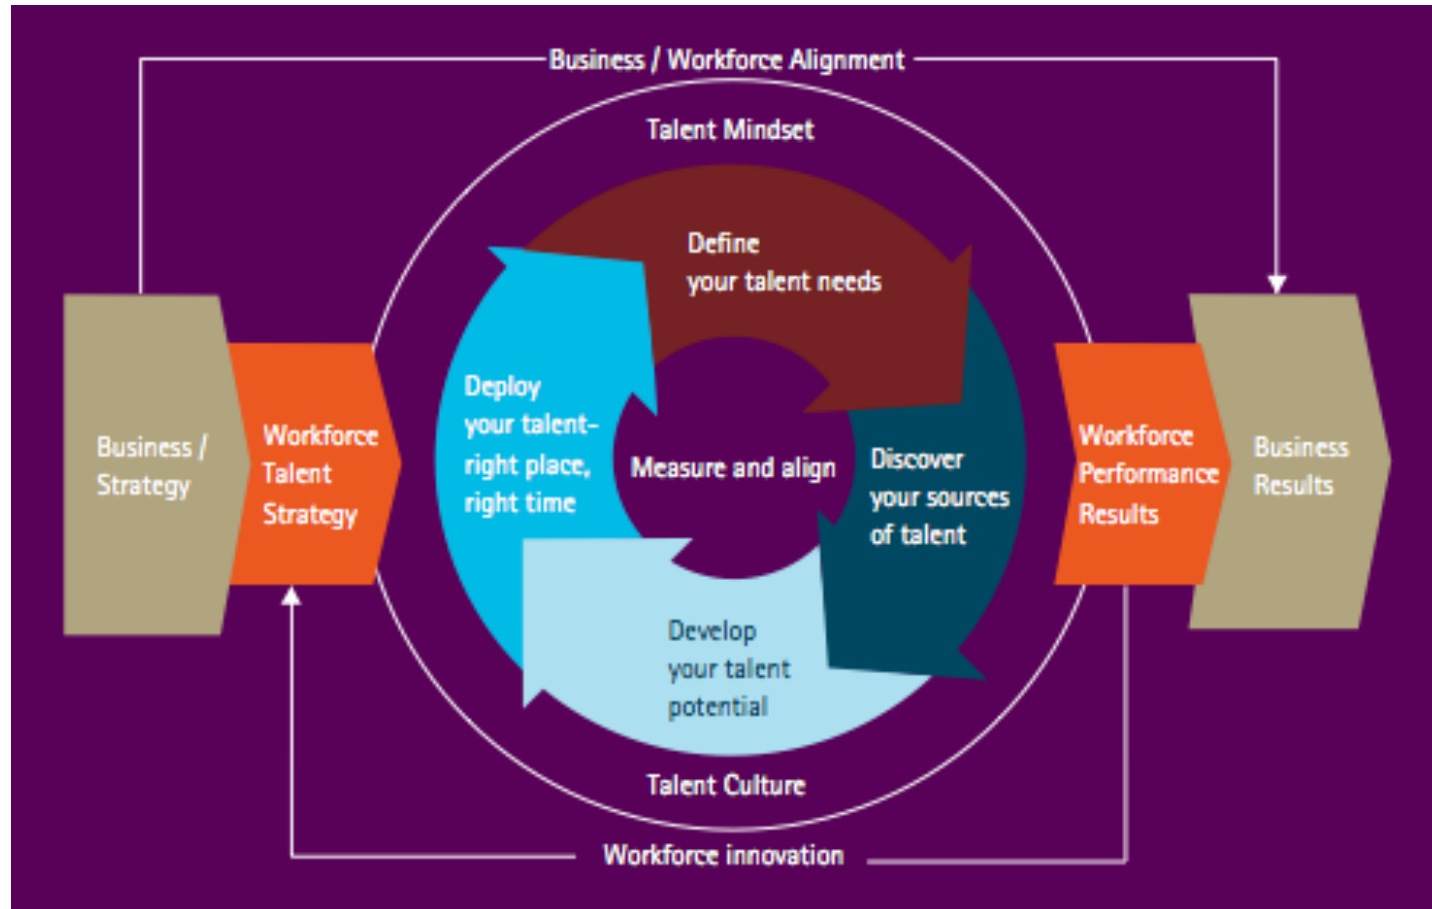 Business / Workforce Alignment
Talent Mindset
Define
your talent needs
Deploy
your talent-
right place,
right time
Measure and align
Discover
your sources
of talent
Develop
your talent
potential
Talent Culture
Workforce innovation
Business /
Strategy
Workforce
Talent
Strategy
Workforce
Performance
Results
Business
Results